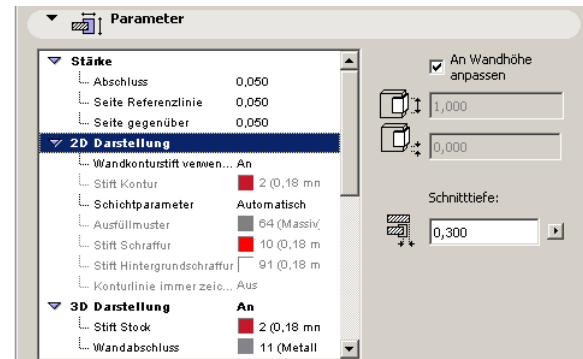 Parameter
Stärke
Abschluss 0,050
Seite Referenzlinie 0,050
Seite gegenüber 0,050
2D Darstellung
Wandkonturstift verwen... An
Stift Kontur 2 (0,18 mm
Schichtparameter Automatisch
Ausfüllmuster 64 (Massiv)
Stift Schraffur 10 (0,18 m
Stift Hintergrundschraffur 91 (0,18 m
Konturlinie immer zeic... Aus
3D Darstellung An
Stift Stock 2 (0,18 mm
Wandabschluss 11 (Metall
An Wandhöhe
anpassen
1,000
0,000
Schnitttiefe:
0,300